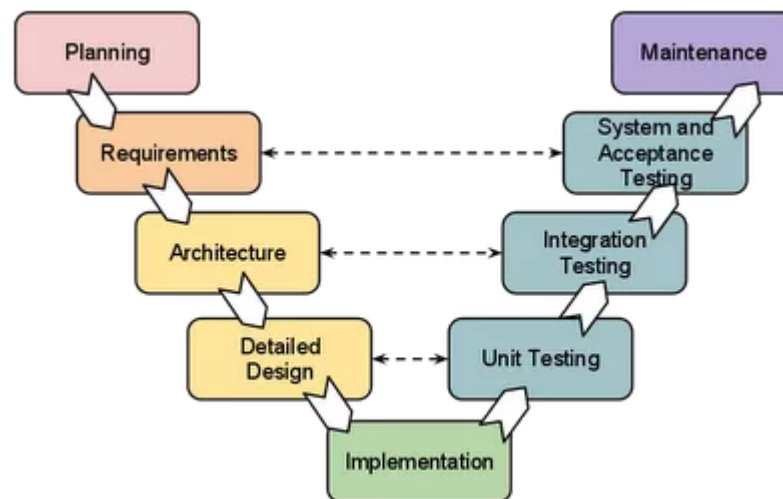 Planning
Maintenance
Requirements
System and
Acceptance
Testing
Architecture
Integration
Testing
Detailed
Design
Unit Testing
Implementation